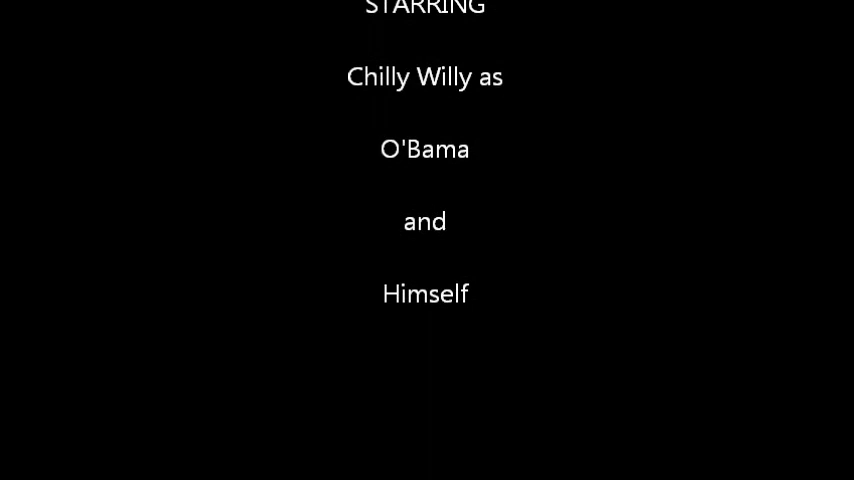 STARRING
Chilly Willy as
O'Bama
and
Himself